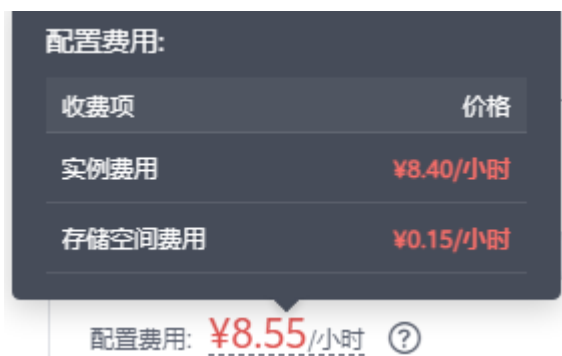 配置费用:
收费项 价格
实例费用 ¥8.40/小时
存储空间费用 ¥0.15/小时
配置费用: ¥8.55/小时 ?